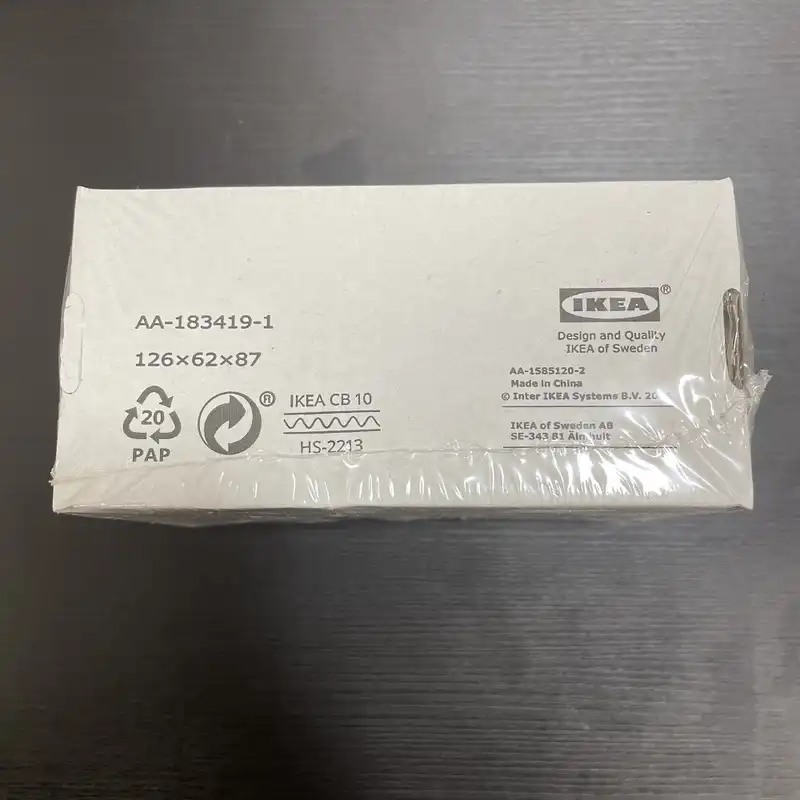 AA-183419-1
126×62×87
20
PAP
®
IKEA CB 10
HS-2213
IKEA®
Design and Quality
IKEA of Sweden
AA-1585120-2
Made in China
© Inter IKEA Systems B.V.
IKEA of Sweden AB
SE-343 81 Älmhult